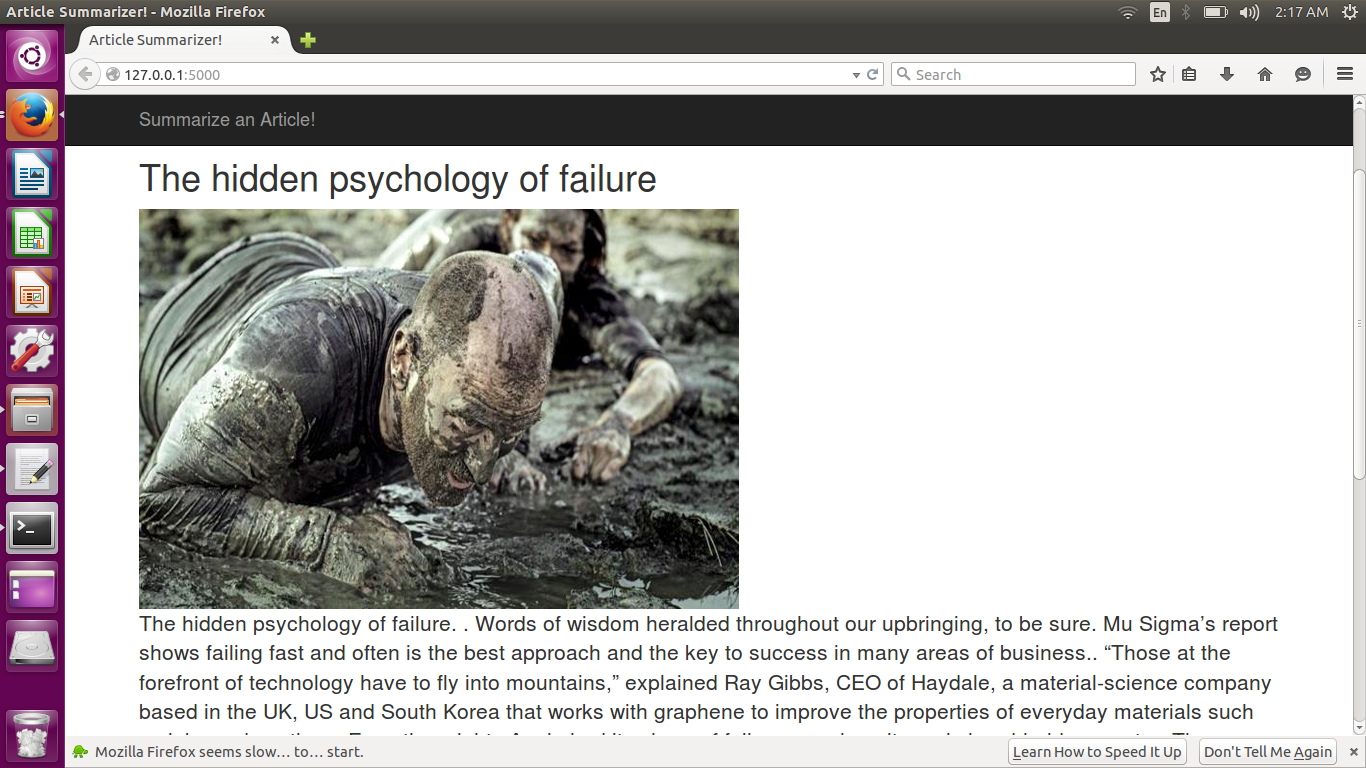 Article Summarizer! - Mozilla Firefox
En
2:17 AM
Article Summarizer!
127.0.0.1:5000
Search
Summarize an Article!
The hidden psychology of failure
The hidden psychology of failure. . Words of wisdom heralded throughout our upbringing, to be sure. Mu Sigma’s report
shows failing fast and often is the best approach and the key to success in many areas of business.. “Those at the
forefront of technology have to fly into mountains,” explained Ray Gibbs, CEO of Haydale, a material-science company
based in the UK, US and South Korea that works with graphene to improve the properties of everyday materials such
Mozilla Firefox seems slow… to… start.
Learn How to Speed It Up
Don't Tell Me Again